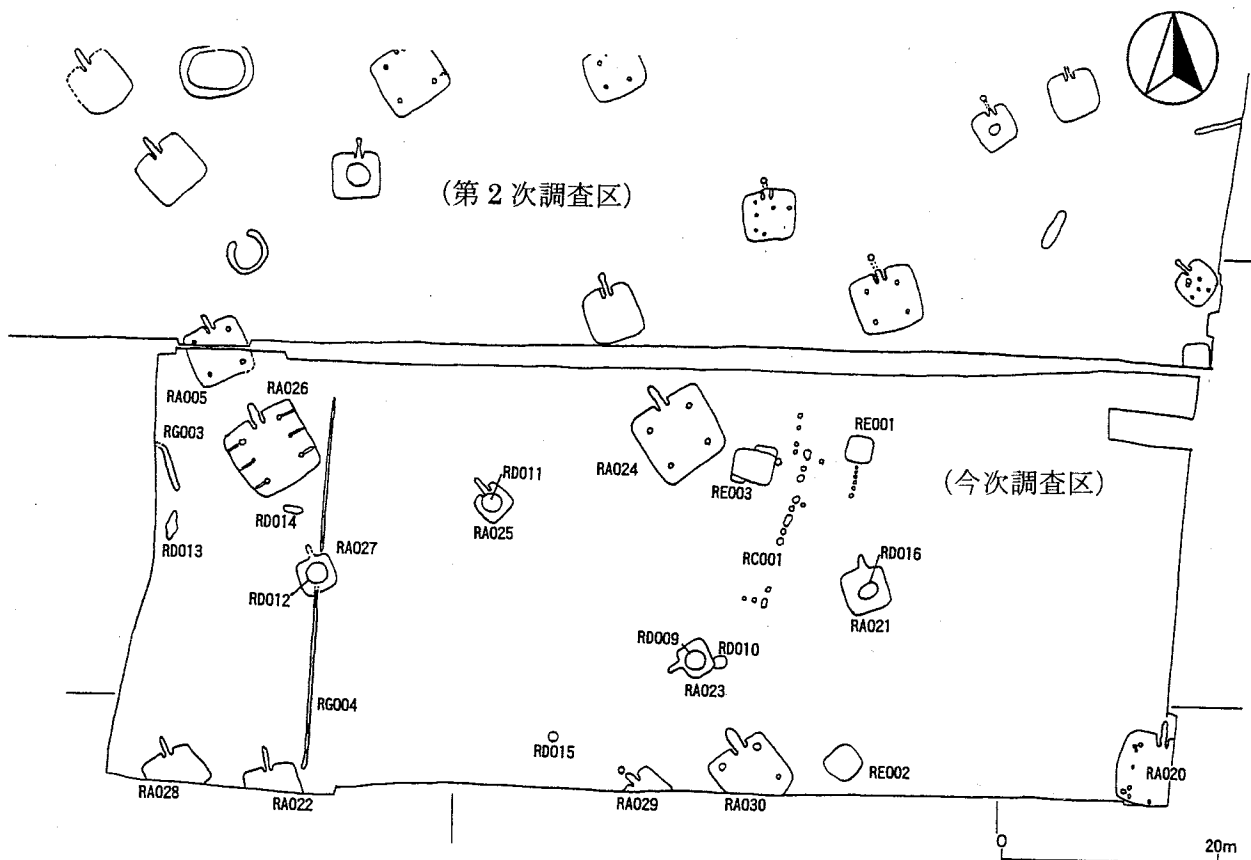 (第2次調査区)
RA005
RA026
RG003
RA024
RE003
RE001
(今次調査区)
RD011
RA025
RD014
RD013
RA027
RD012
RC001
RD016
RA021
RD009
RD010
RA023
RG004
RD015
RE002
RA020
RA028
RA022
RA029
RA030
0
20m